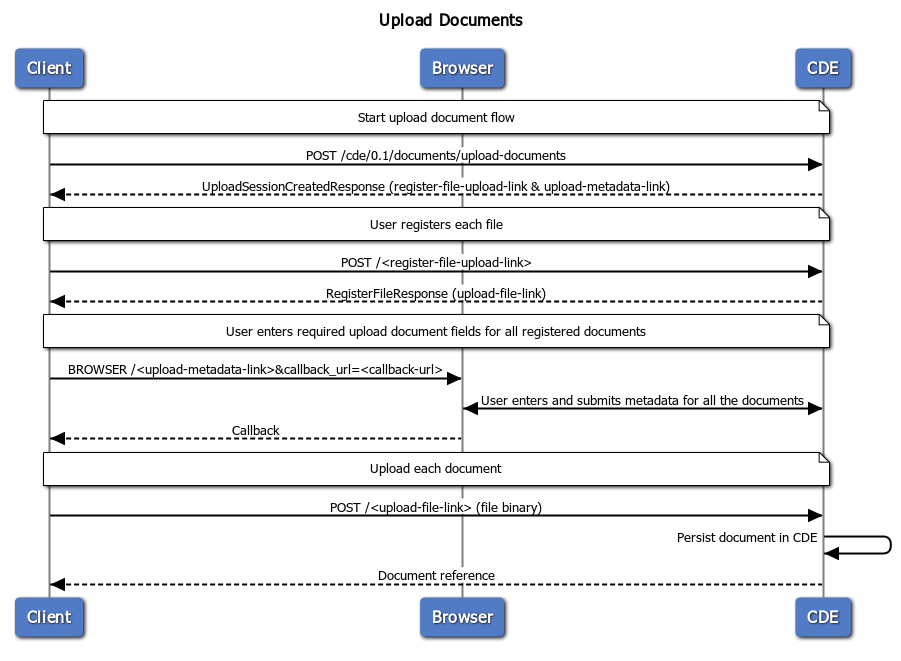 Upload Documents
Client
Browser
CDE
Start upload document flow
POST /cde/0.1/documents/upload-documents
UploadSessionCreatedResponse (register-file-upload-link & upload-metadata-link)
User registers each file
POST /<register-file-upload-link>
RegisterFileResponse (upload-file-link)
User enters required upload document fields for all registered documents
BROWSER /<upload-metadata-link>&callback_url=<callback-url>
User enters and submits metadata for all the documents
Callback
Upload each document
POST /<upload-file-link> (file binary)
Persist document in CDE
Document reference
Client
Browser
CDE